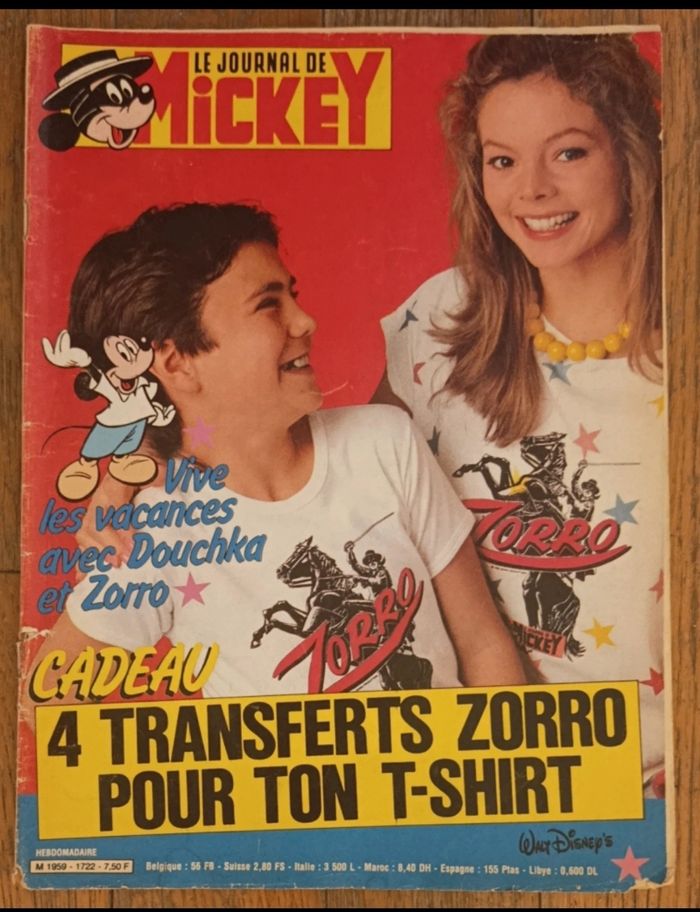 LE JOURNAL DE
MiCKEY
Vive
les vacances
avec Douchka
et Zorro
ZORRO
ZORRO
MICKEY
CADEAU
4 TRANSFERTS ZORRO
POUR TON T-SHIRT
Walt Disney's
HEBDOMADAIRE
M 1959 - 1722 - 7,50 F
Belgique : 56 FB - Suisse 2,80 FS - Italie : 3 500 L - Maroc : 8,40 DH - Espagne : 155 Ptas - Libye : 0,600 DL